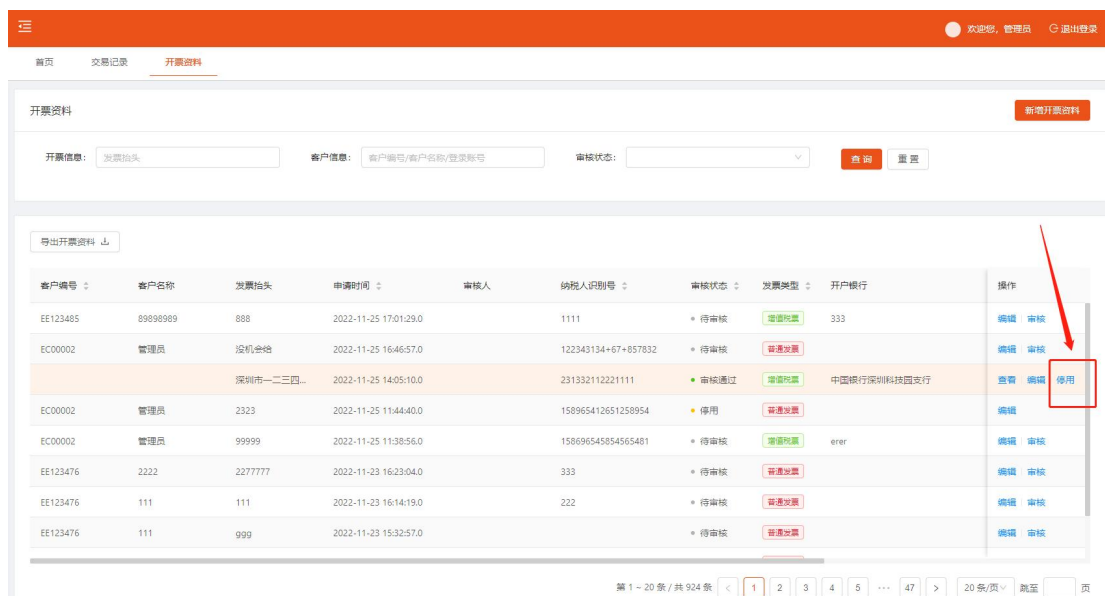 欢迎您，管理员 退出登录
首页 交易记录 开票资料
开票资料 新增开票资料
开票信息： 发票抬头 客户信息： 客户编号/客户名称/登录账号 审核状态： 查询 重置
导出开票资料
客户编号 客户名称 发票抬头 申请时间 审核人 纳税人识别号 审核状态 发票类型 开户银行 操作
EE123485 89898989 888 2022-11-25 17:01:29.0 1111 待审核 增值税票 333 编辑 审核
EC00002 管理员 没机会给 2022-11-25 16:46:57.0 122343134+67+857832 待审核 普通发票 编辑 审核
深圳市一二三四... 2022-11-25 14:05:10.0 231332112221111 审核通过 增值税票 中国银行深圳科技园支行 查看 编辑 停用
EC00002 管理员 2323 2022-11-25 11:44:40.0 158965412651258954 停用 普通发票 编辑
EC00002 管理员 99999 2022-11-25 11:38:56.0 158696545854565481 待审核 增值税票 erer 编辑 审核
EE123476 2222 2277777 2022-11-23 16:23:04.0 333 待审核 普通发票 编辑 审核
EE123476 111 111 2022-11-23 16:14:19.0 222 待审核 普通发票 编辑 审核
EE123476 111 ggg 2022-11-23 15:32:57.0 待审核 普通发票 编辑 审核
第 1 ~ 20 条 / 共 924 条 < 1 2 3 4 5 ··· 47 > 20 条/页 跳至 页